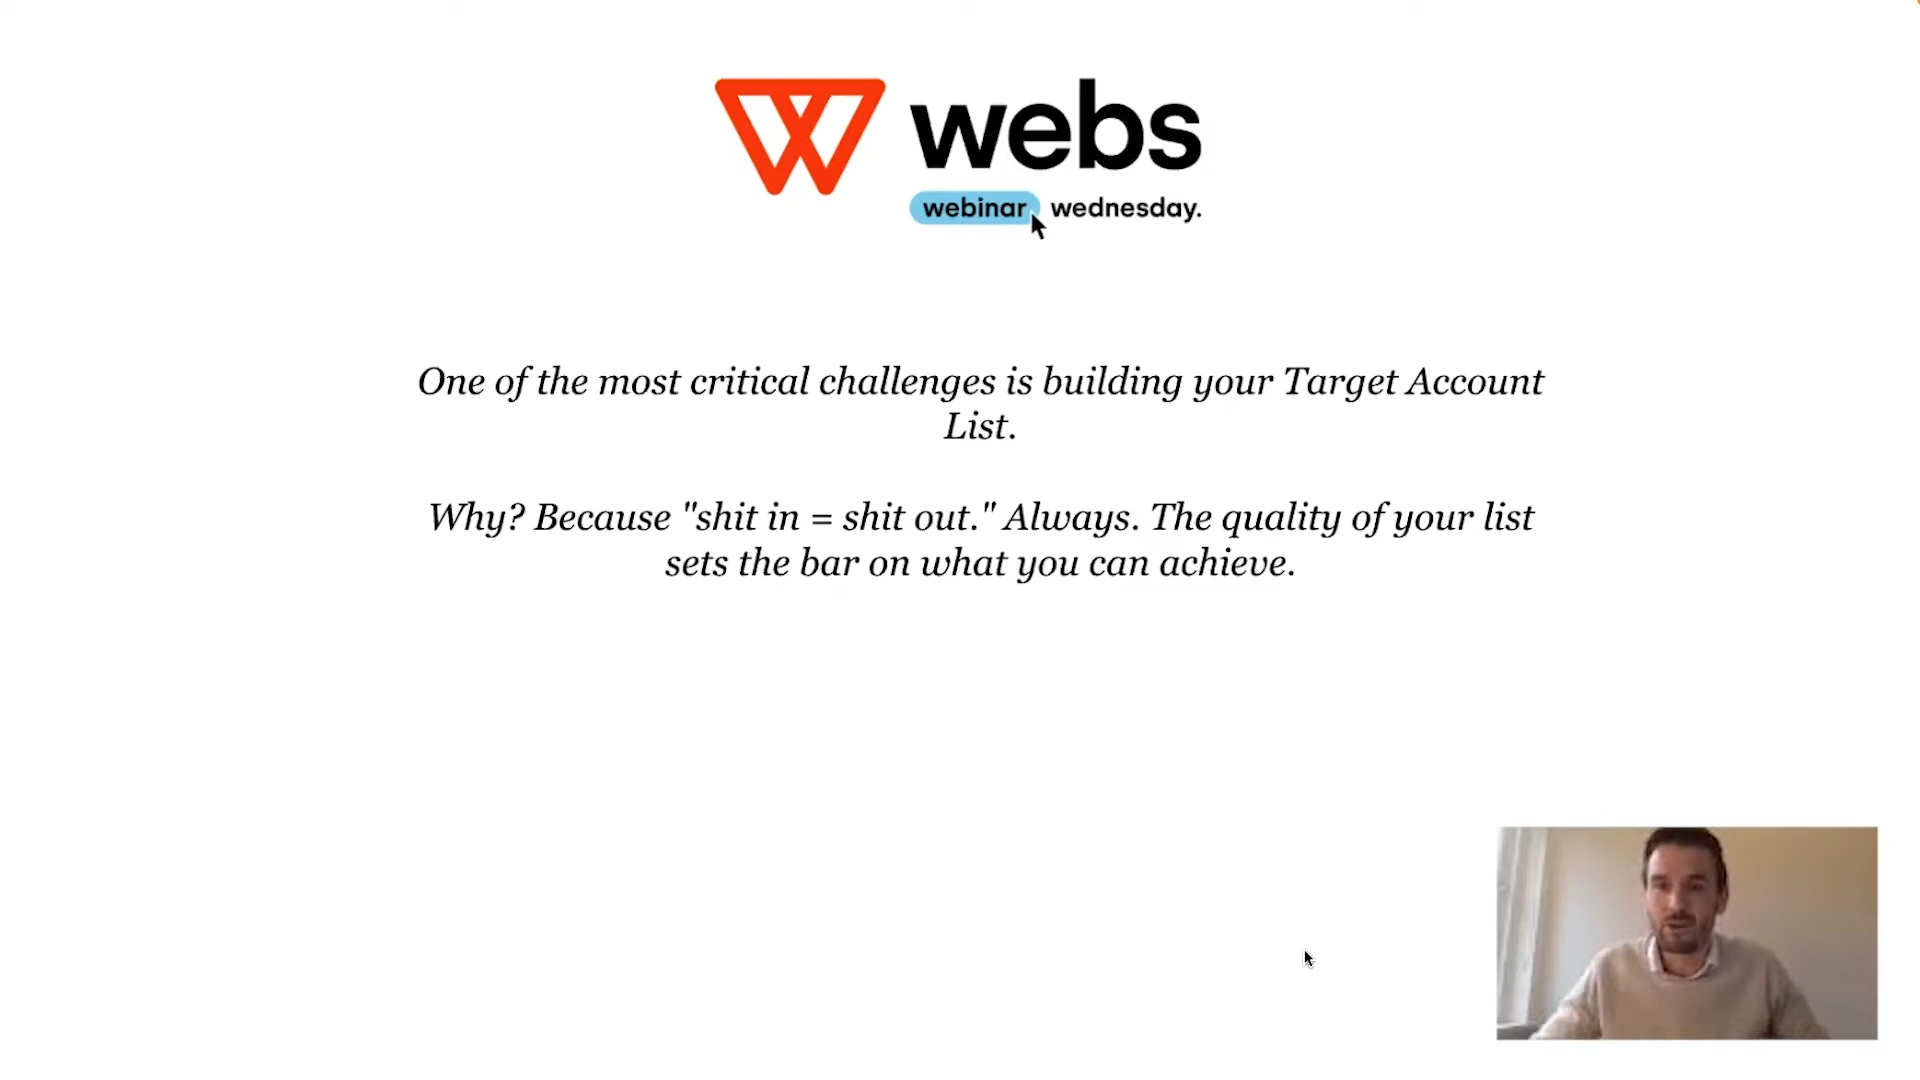 webs
webinar wednesday.
One of the most critical challenges is building your Target Account
List.
Why? Because "shit in = shit out." Always. The quality of your list
sets the bar on what you can achieve.